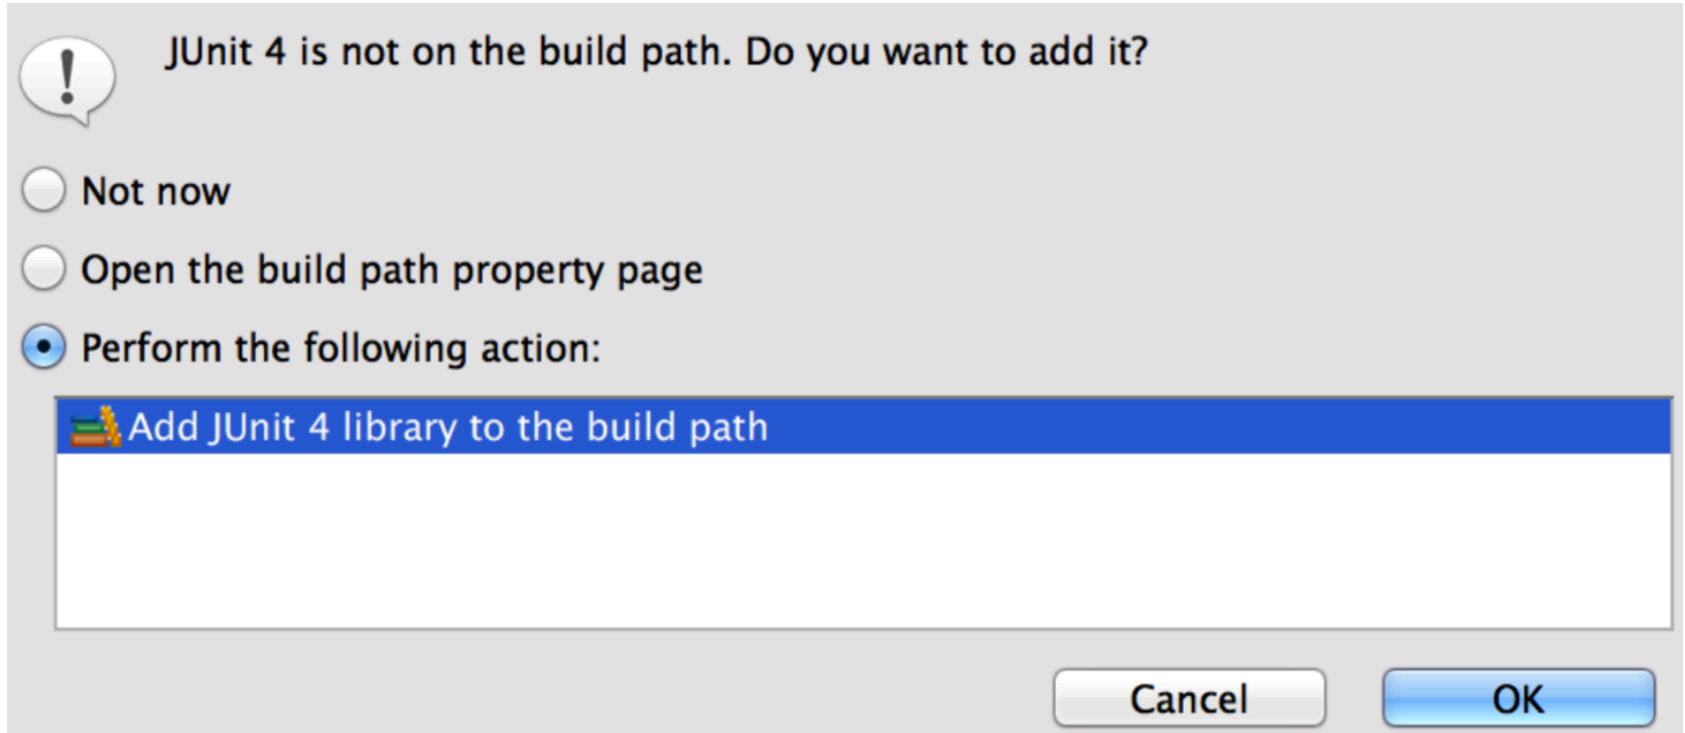 JUnit 4 is not on the build path. Do you want to add it?
Not now
Open the build path property page
Perform the following action:
Add JUnit 4 library to the build path
Cancel OK